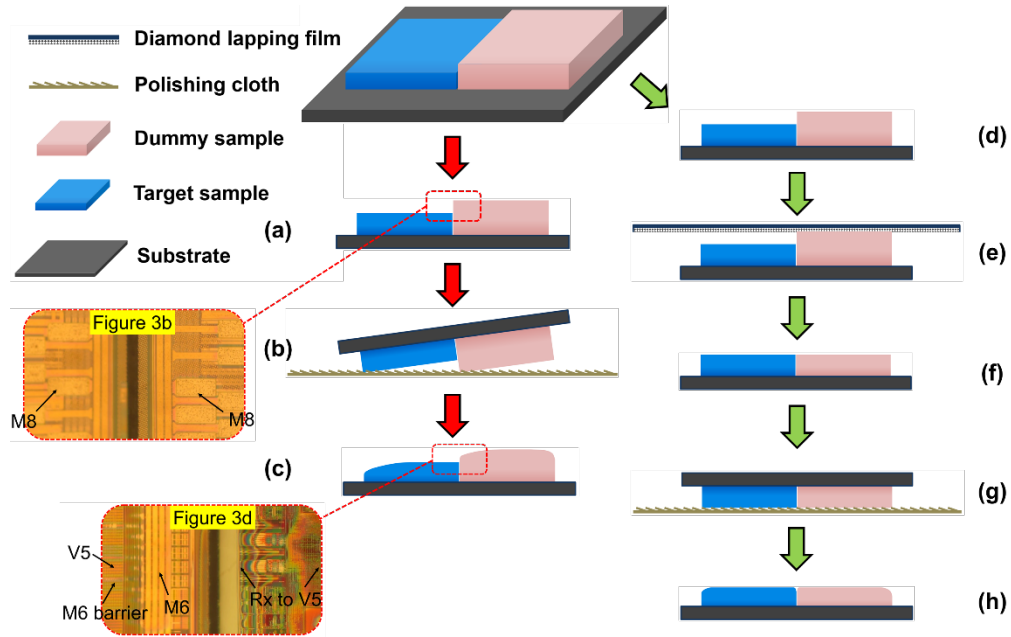 Diamond lapping film
Polishing cloth
Dummy sample
Target sample
Substrate
(a)
Figure 3b
M8
M8
(b)
(c)
Figure 3d
V5
M6 barrier
M6
Rx to V5
(d)
(e)
(f)
(g)
(h)